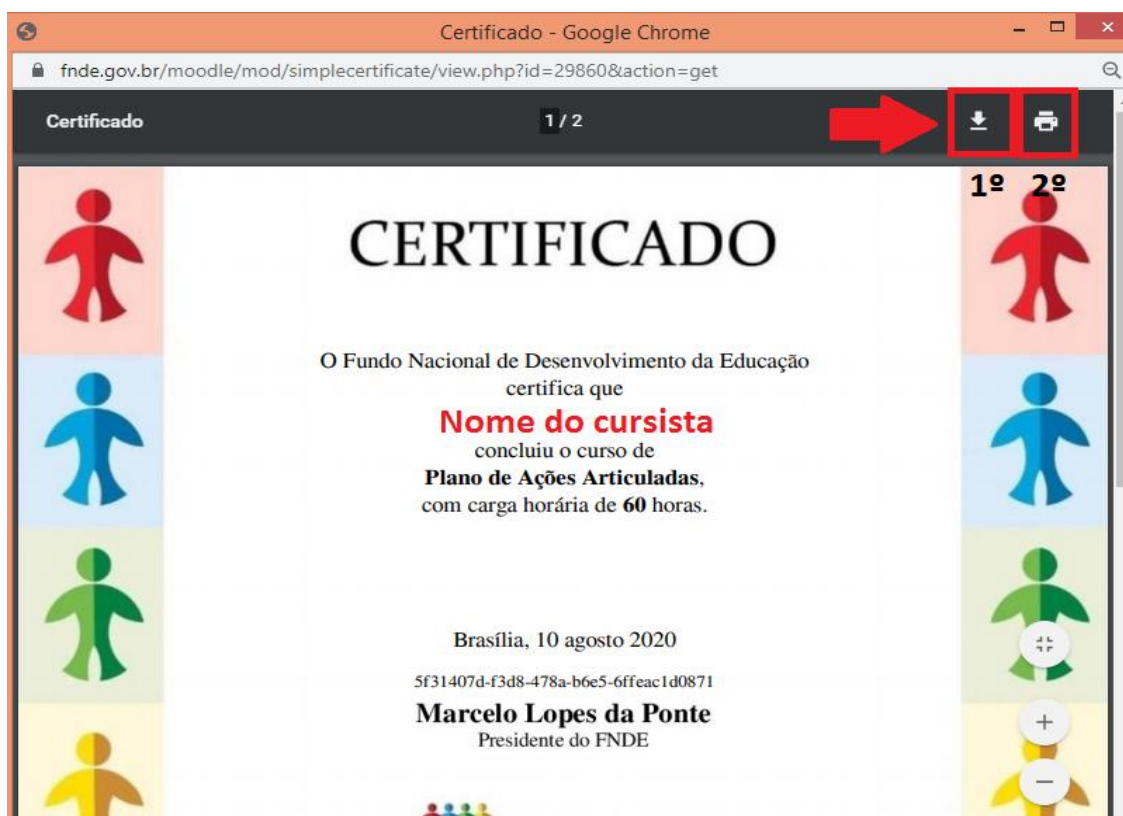 Certificado - Google Chrome
fnde.gov.br/moodle/mod/simplecertificate/view.php?id=29860&action=get
Certificado 1 / 2
1º 2º
CERTIFICADO
O Fundo Nacional de Desenvolvimento da Educação
certifica que
Nome do cursista
concluiu o curso de
Plano de Ações Articuladas,
com carga horária de 60 horas.
Brasília, 10 agosto 2020
5f31407d-f3d8-478a-b6e5-6ffeac1d0871
Marcelo Lopes da Ponte
Presidente do FNDE